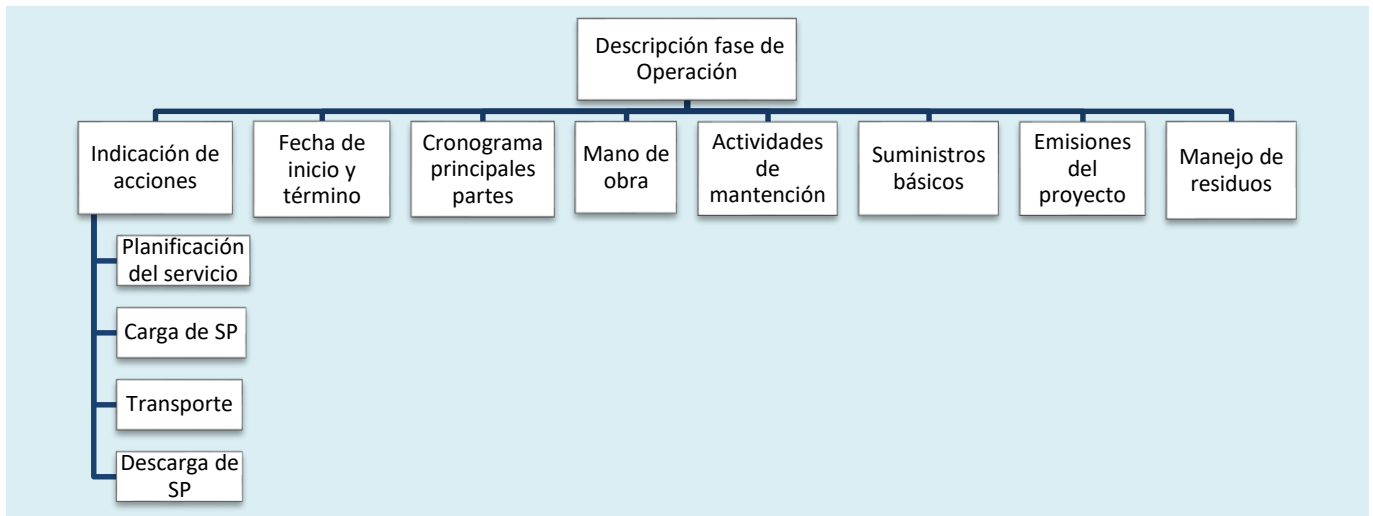 Descripción fase de
Operación
Indicación de
acciones
Fecha de
inicio y
término
Cronograma
principales
partes
Mano de
obra
Actividades
de
mantención
Suministros
básicos
Emisiones
del
proyecto
Manejo de
residuos
Planificación
del servicio
Carga de SP
Transporte
Descarga de
SP